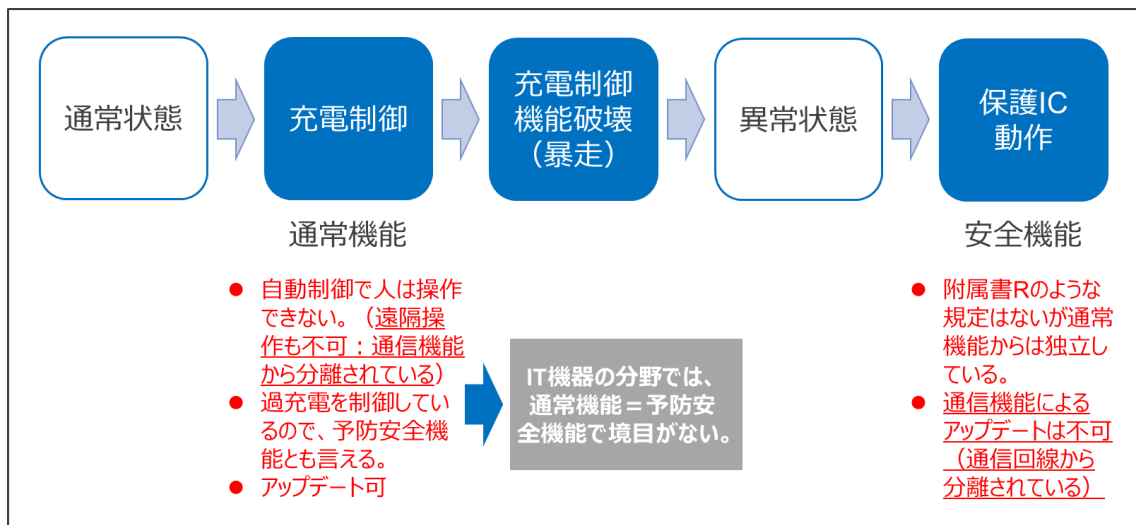 通常状態
充電制御
充電制御
機能破壊
（暴走）
異常状態
保護IC
動作
通常機能
安全機能
● 自動制御で人は操作
できない。（遠隔操
作も不可：通信機能
から分離されている）
● 過充電を制御してい
るので、予防安全機
能とも言える。
● アップデート可
IT機器の分野では、
通常機能＝予防安
全機能で境目がない。
● 附属書Rのような
規定はないが通常
機能からは独立し
ている。
● 通信機能による
アップデートは不可
（通信回線から
分離されている）